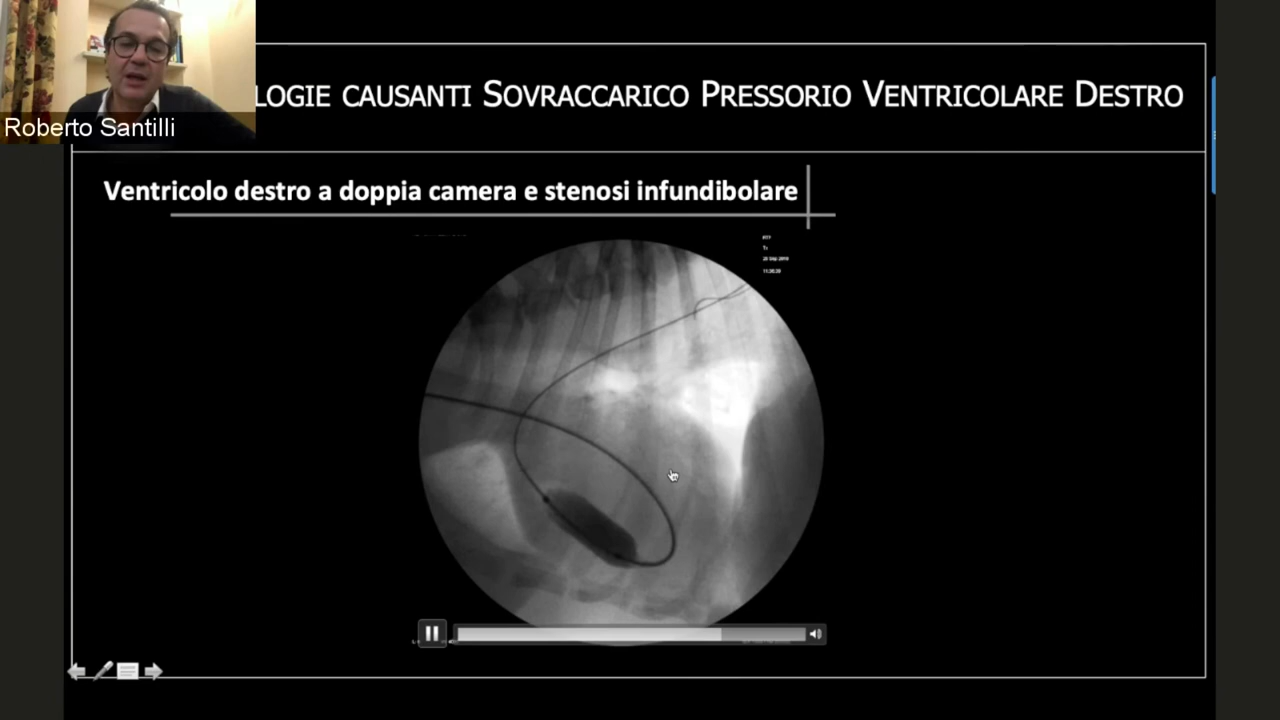 LOGIE CAUSANTI SOVRACCARICO PRESSORIO VENTRICOLARE DESTRO
Roberto Santilli
Ventricolo destro a doppia camera e stenosi infundibolare